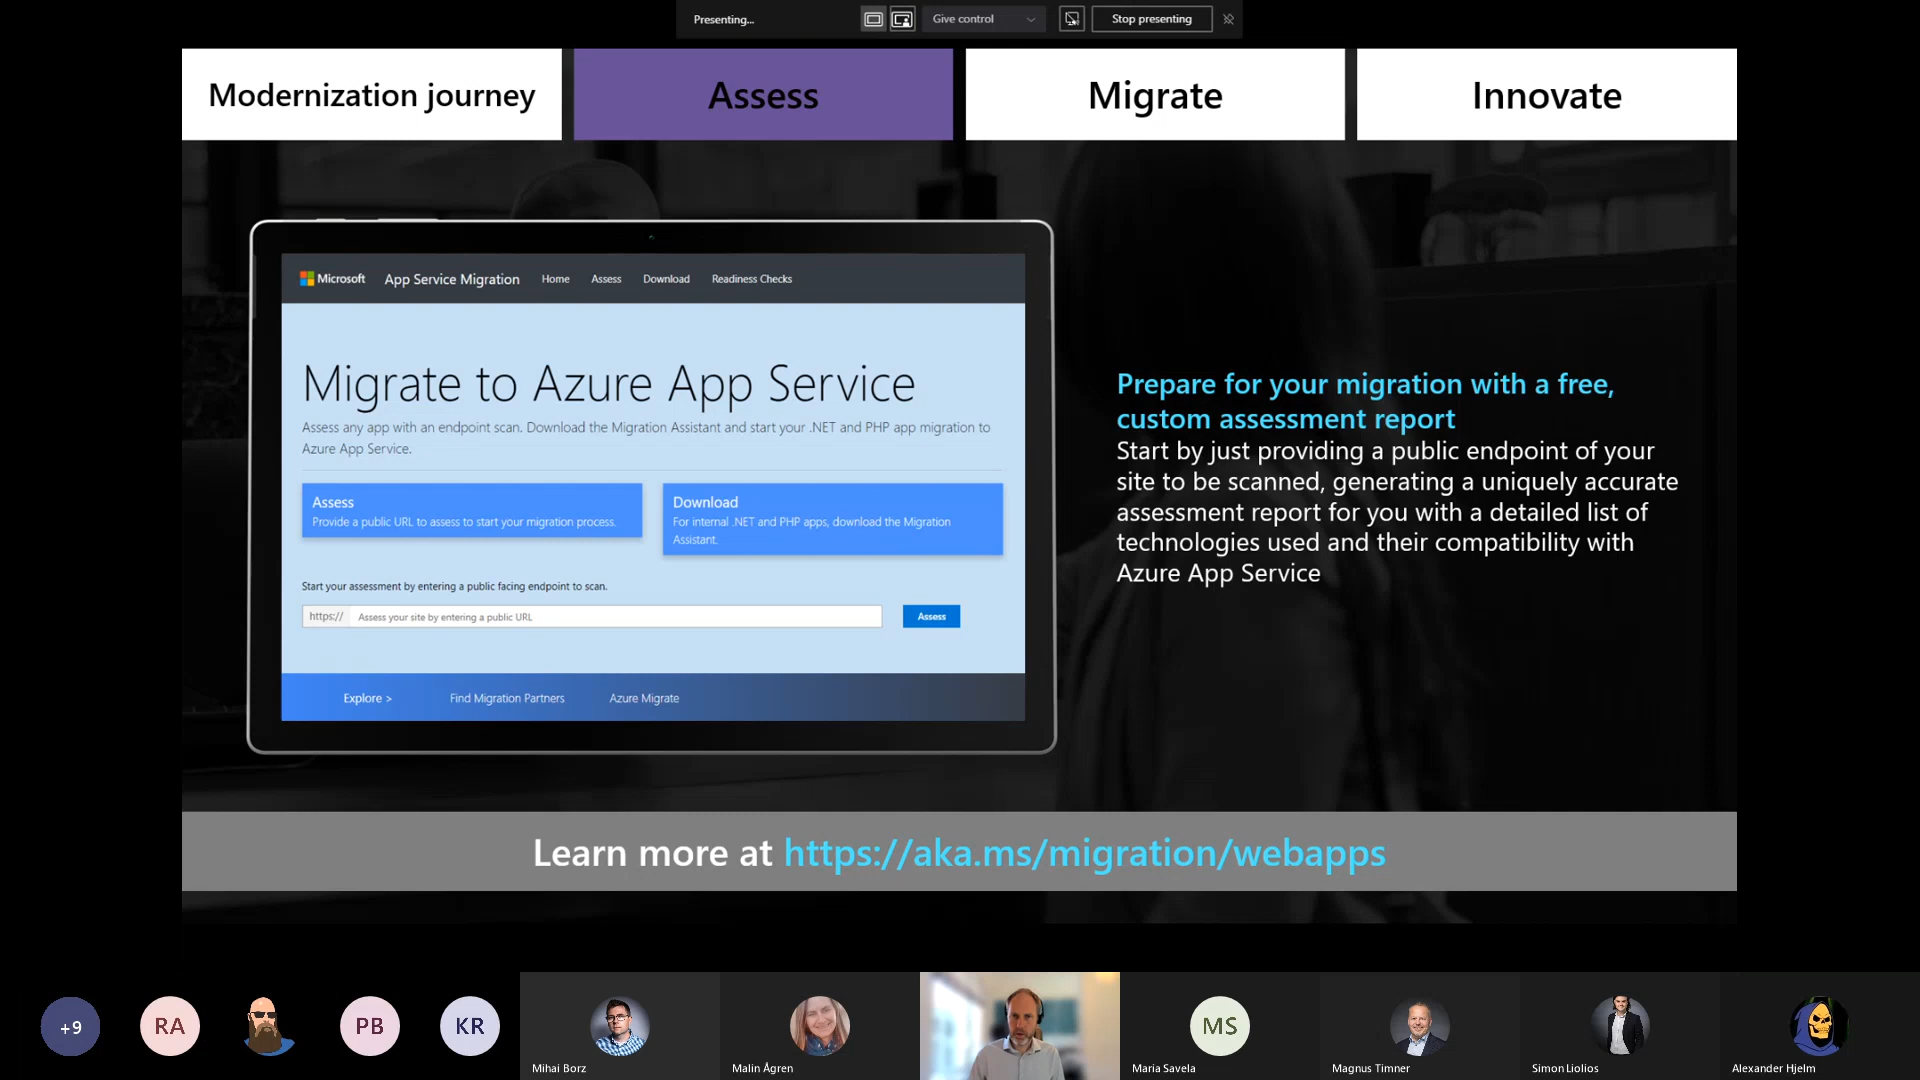 Presenting...
Give control
Stop presenting
Modernization journey
Assess
Migrate
Innovate
Microsoft
App Service Migration
Home
Assess
Download
Readiness Checks
Migrate to Azure App Service
Assess any app with an endpoint scan. Download the Migration Assistant and start your .NET and PHP app migration to
Azure App Service.
Assess
Provide a public URL to assess to start your migration process.
Download
For internal .NET and PHP apps, download the Migration
Assistant.
Start your assessment by entering a public facing endpoint to scan.
https://
Assess your site by entering a public URL
Assess
Explore >
Find Migration Partners
Azure Migrate
Prepare for your migration with a free,
custom assessment report
Start by just providing a public endpoint of your
site to be scanned, generating a uniquely accurate
assessment report for you with a detailed list of
technologies used and their compatibility with
Azure App Service
Learn more at https://aka.ms/migration/webapps
+9
RA
PB
KR
Mihai Borz
Malin Ågren
MS
Maria Savela
Magnus Timner
Simon Liolios
Alexander Hjelm